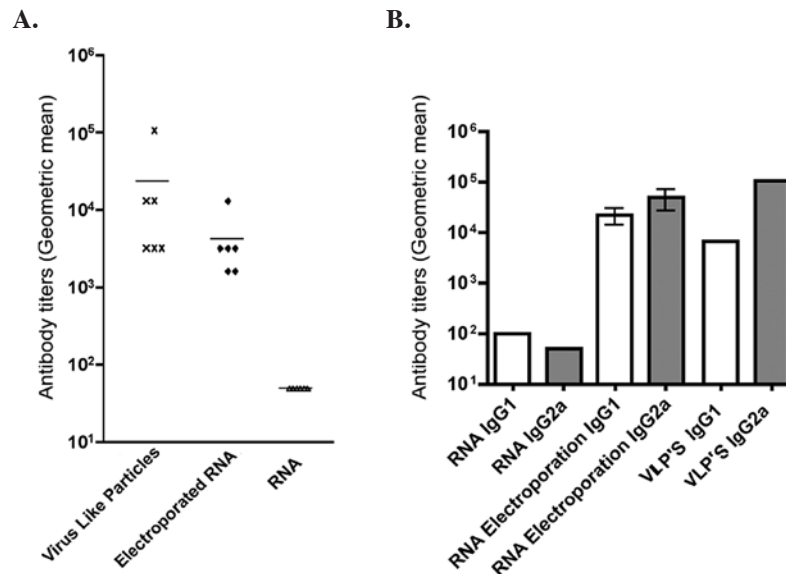 A.
Antibody titers (Geometric mean)
10⁶
10⁵
10⁴
10³
10²
10¹
Virus Like Particles
Electroporated RNA
RNA
B.
Antibody titers (Geometric mean)
10⁶
10⁵
10⁴
10³
10²
10¹
RNA IgG1
RNA IgG2a
RNA Electroporation IgG1
RNA Electroporation IgG2a
VLP'S IgG1
VLP'S IgG2a